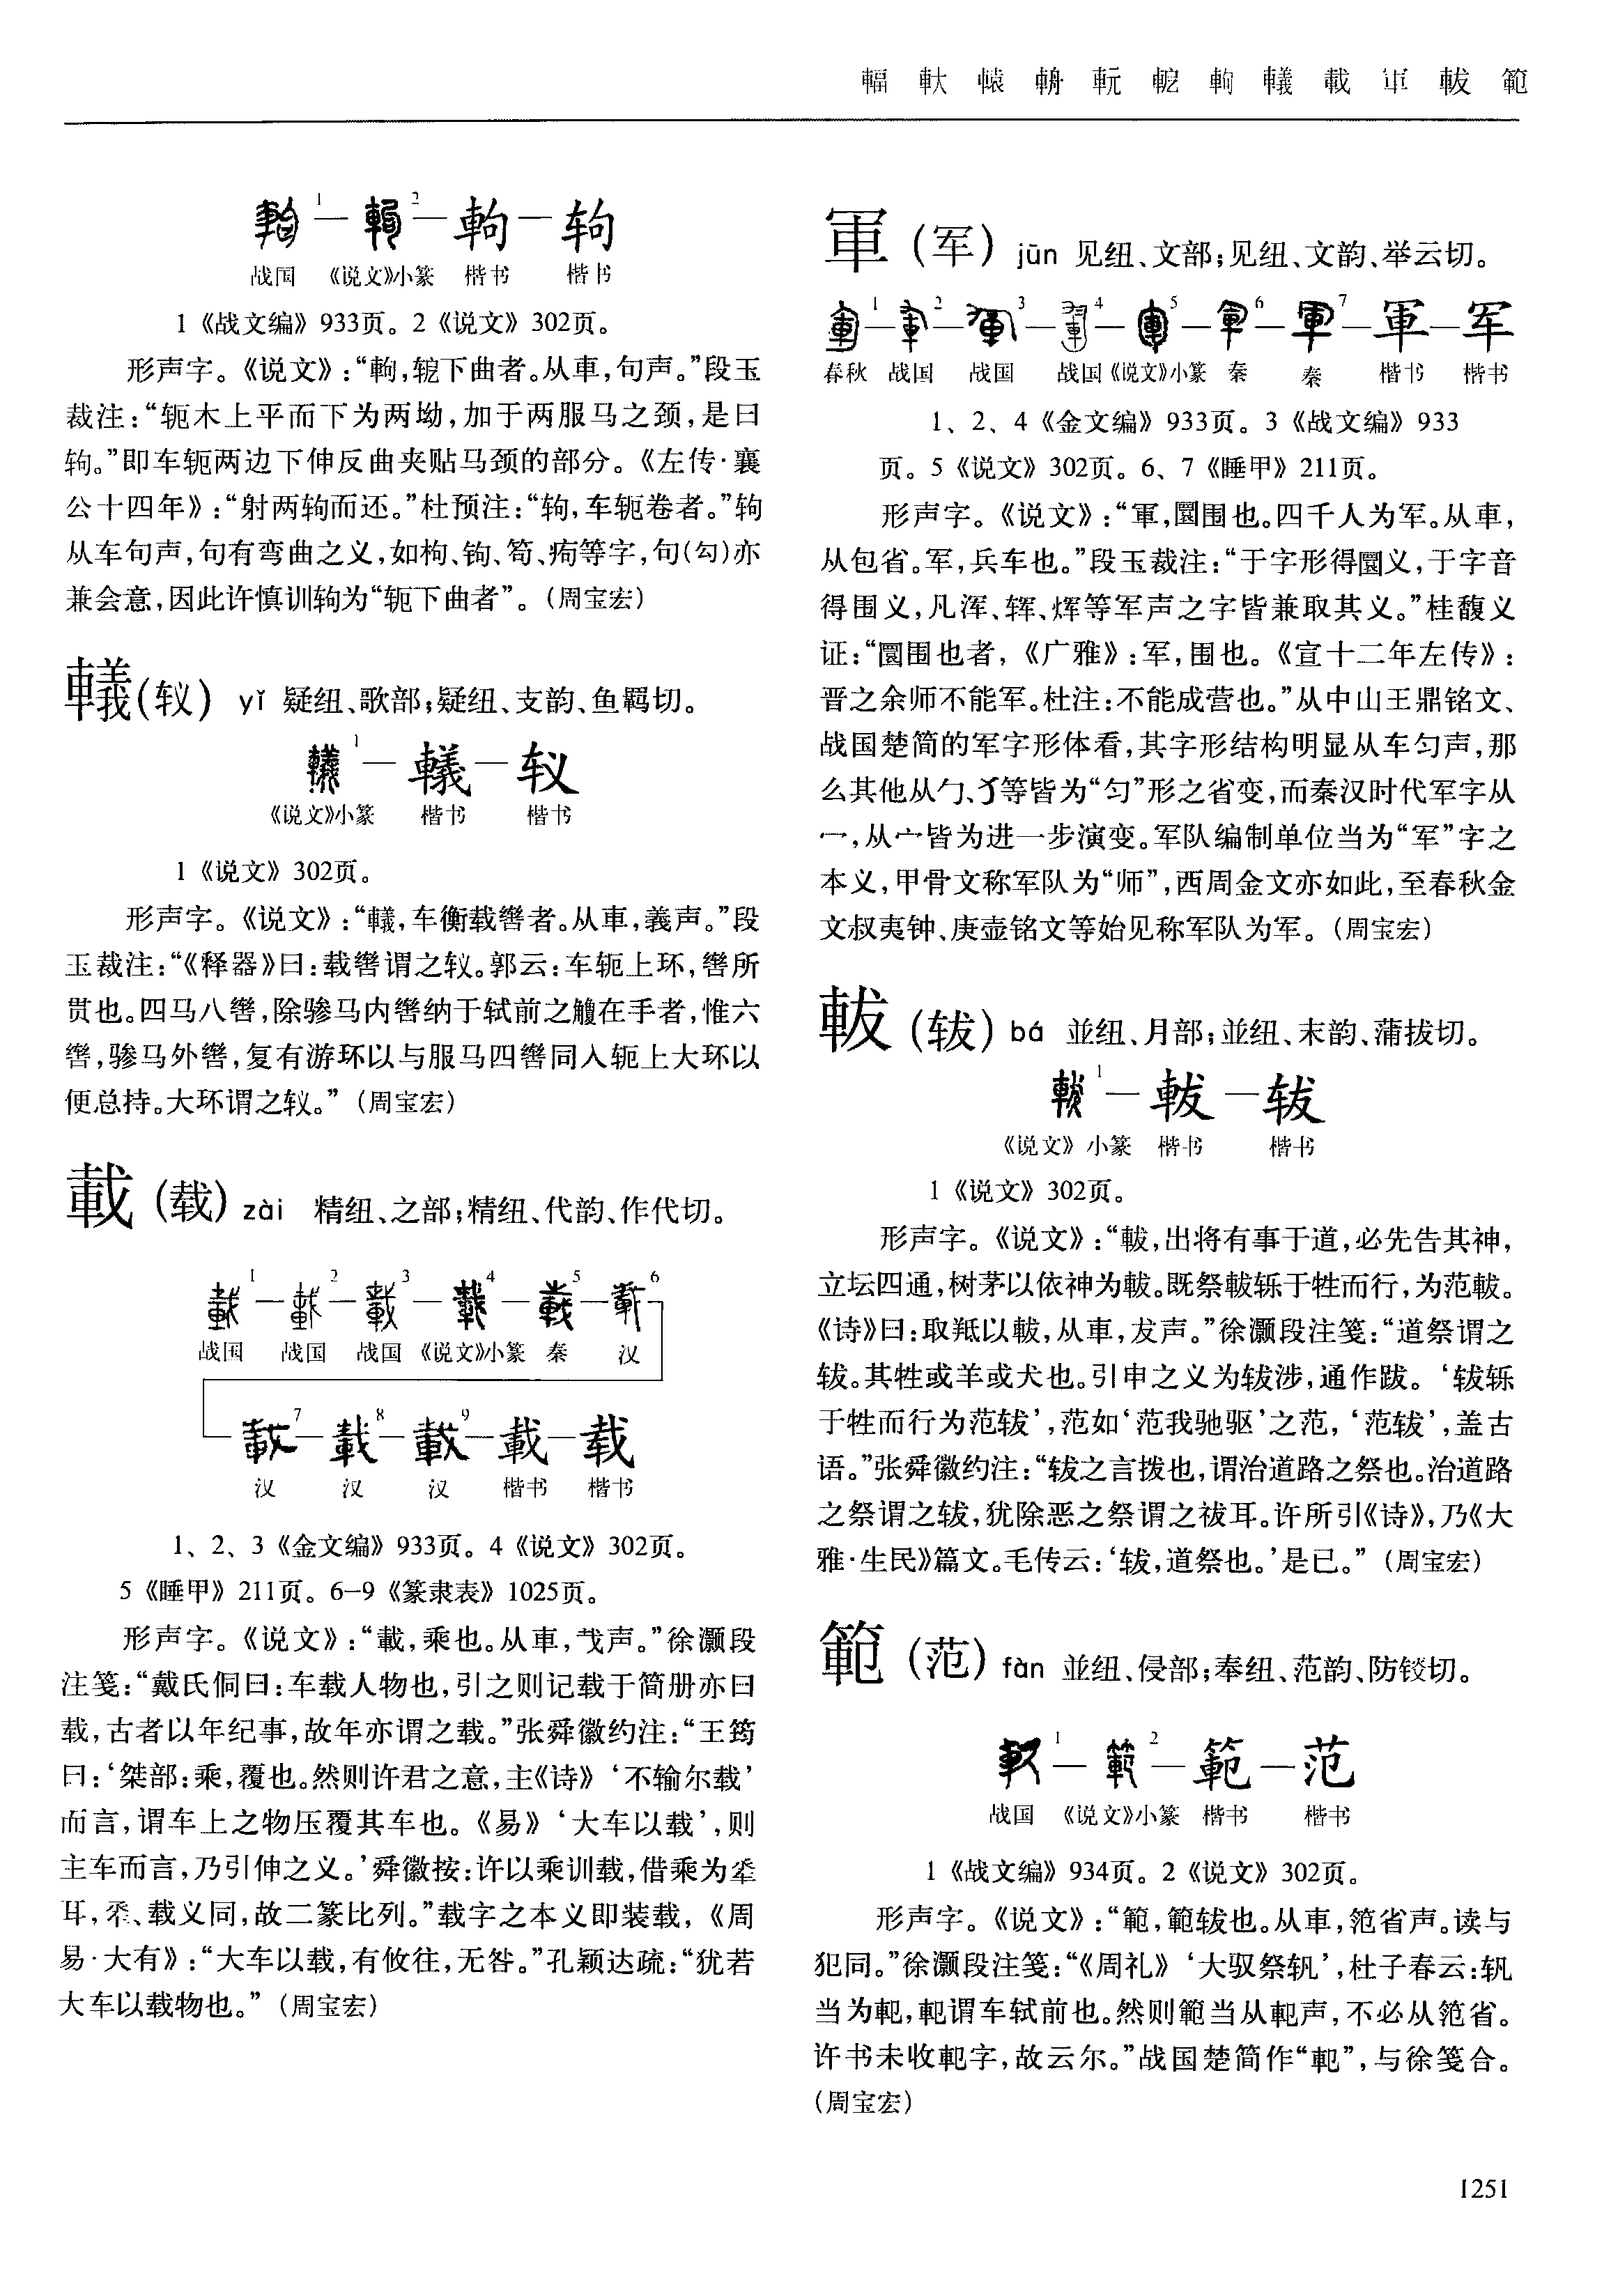 輻 軑 轅 輈 軏 軶 軥 轙 載 軍 軷 範
1 — 2 — 軥 — 𫐇
战国 《说文》小篆 楷书 楷书
1《战文编》933页。2《说文》302页。
形声字。《说文》：“軥，軶下曲者。从車，句声。”段玉
裁注：“轭木上平而下为两坳，加于两服马之颈，是曰
𫐇。”即车轭两边下伸反曲夹贴马颈的部分。《左传·襄
公十四年》：“射两𫐇而还。”杜预注：“𫐇，车轭卷者。”𫐇
从车句声，句有弯曲之义，如枸、钩、笱、痀等字，句(勾)亦
兼会意，因此许慎训𫐇为“轭下曲者”。（周宝宏）
轙（𫐖）yǐ 疑纽、歌部；疑纽、支韵、鱼羁切。
1 — 轙 — 𫐖
《说文》小篆 楷书 楷书
1《说文》302页。
形声字。《说文》：“轙，车衡载辔者。从車，義声。”段
玉裁注：“《释器》曰：载辔谓之𫐖。郭云：车轭上环，辔所
贯也。四马八辔，除骖马内辔纳于轼前之觼在手者，惟六
辔，骖马外辔，复有游环以与服马四辔同入轭上大环以
便总持。大环谓之𫐖。”（周宝宏）
載（载）zài 精纽、之部；精纽、代韵、作代切。
1 — 2 — 3 — 4 — 5 — 6
战国 战国 战国 《说文》小篆 秦 汉
7 — 8 — 9 — 載 — 载
汉 汉 汉 楷书 楷书
1、2、3《金文编》933页。4《说文》302页。
5《睡甲》211页。6–9《篆隶表》1025页。
形声字。《说文》：“載，乘也。从車，𢦏声。”徐灏段
注笺：“戴氏侗曰：车载人物也，引之则记载于简册亦曰
载，古者以年纪事，故年亦谓之载。”张舜徽约注：“王筠
曰：‘桀部：乘，覆也。然则许君之意，主《诗》‘不输尔载’
而言，谓车上之物压覆其车也。《易》‘大车以载’，则
主车而言，乃引伸之义。’舜徽按：许以乘训载，借乘为
耳，载义同，故二篆比列。”载字之本义即装载，《周
易·大有》：“大车以载，有攸往，无咎。”孔颖达疏：“犹若
大车以载物也。”（周宝宏）
軍（军）jūn 见纽、文部；见纽、文韵、举云切。
1 — 2 — 3 — 4 — 5 — 6 — 7 — 軍 — 军
春秋 战国 战国 战国 《说文》小篆 秦 秦 楷书 楷书
1、2、4《金文编》933页。3《战文编》933
页。5《说文》302页。6、7《睡甲》211页。
形声字。《说文》：“軍，圜围也。四千人为军。从車，
从包省。军，兵车也。”段玉裁注：“于字形得圜义，于字音
得围义，凡浑、辉、煇等军声之字皆兼取其义。”桂馥义
证：“圜围也者，《广雅》：军，围也。《宣十二年左传》：
晋之余师不能军。杜注：不能成营也。”从中山王鼎铭文、
战国楚简的军字形体看，其字形结构明显从车匀声，那
么其他从勹、等皆为“匀”形之省变，而秦汉时代军字从
冖，从宀皆为进一步演变。军队编制单位当为“军”字之
本义，甲骨文称军队为“师”，西周金文亦如此，至春秋金
文叔夷钟、庚壶铭文等始见称军队为军。（周宝宏）
軷（𫐈）bá 並纽、月部；並纽、末韵、蒲拔切。
1 — 軷 — 𫐈
《说文》小篆 楷书 楷书
1《说文》302页。
形声字。《说文》：“軷，出将有事于道，必先告其神，
立坛四通，树茅以依神为軷。既祭軷轹于牲而行，为范軷。
《诗》曰：取羝以軷，从車，犮声。”徐灏段注笺：“道祭谓之
𫐈。其牲或羊或犬也。引申之义为𫐈涉，通作跋。‘𫐈轹
于牲而行为范𫐈’，范如‘范我驰驱’之范，‘范𫐈’，盖古
语。”张舜徽约注：“𫐈之言拨也，谓治道路之祭也。治道路
之祭谓之𫐈，犹除恶之祭谓之祓耳。许所引《诗》，乃《大
雅·生民》篇文。毛传云：‘𫐈，道祭也。’是已。”（周宝宏）
範（范）fàn 並纽、侵部；奉纽、范韵、防錽切。
1 — 2 — 範 — 范
战国 《说文》小篆 楷书 楷书
1《战文编》934页。2《说文》302页。
形声字。《说文》：“範，範𫐈也。从車，笵省声。读与
犯同。”徐灏段注笺：“《周礼》‘大驭祭轨’，杜子春云：轨
当为軓，軓谓车轼前也。然则範当从軓声，不必从笵省。
许书未收軓字，故云尔。”战国楚简作“軓”，与徐笺合。
（周宝宏）
1251